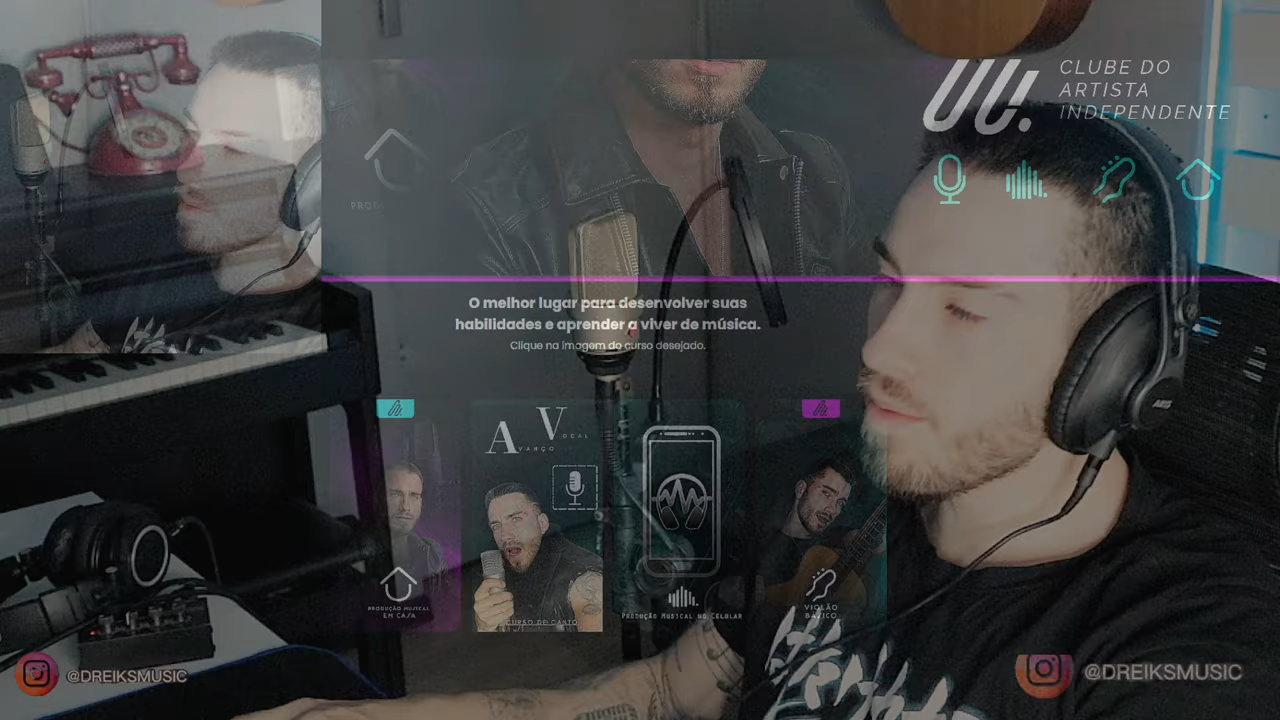 CLUBE DO
ARTISTA
INDEPENDENTE
O melhor lugar para desenvolver suas
habilidades e aprender a viver de música.
Clique na imagem do curso desejado.
AVANÇO VOCAL
CURSO DE CANTO
PRODUÇÃO MUSICAL
EM CASA
PRODUÇÃO MUSICAL NO CELULAR
VIOLÃO
BÁSICO
AKG
@DREIKSMUSIC
@DREIKSMUSIC